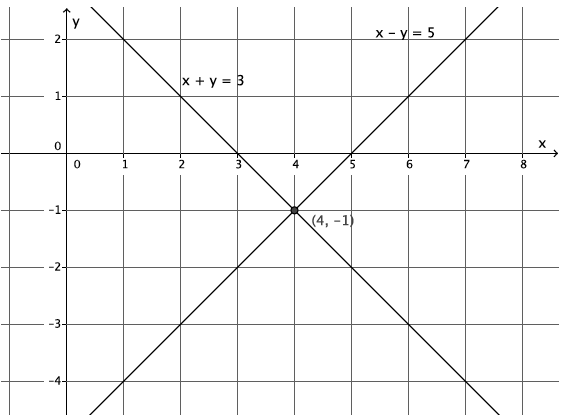 y
2
x – y = 5
x + y = 3
1
0
x
0 1 2 3 4 5 6 7 8
-1
(4, -1)
-2
-3
-4